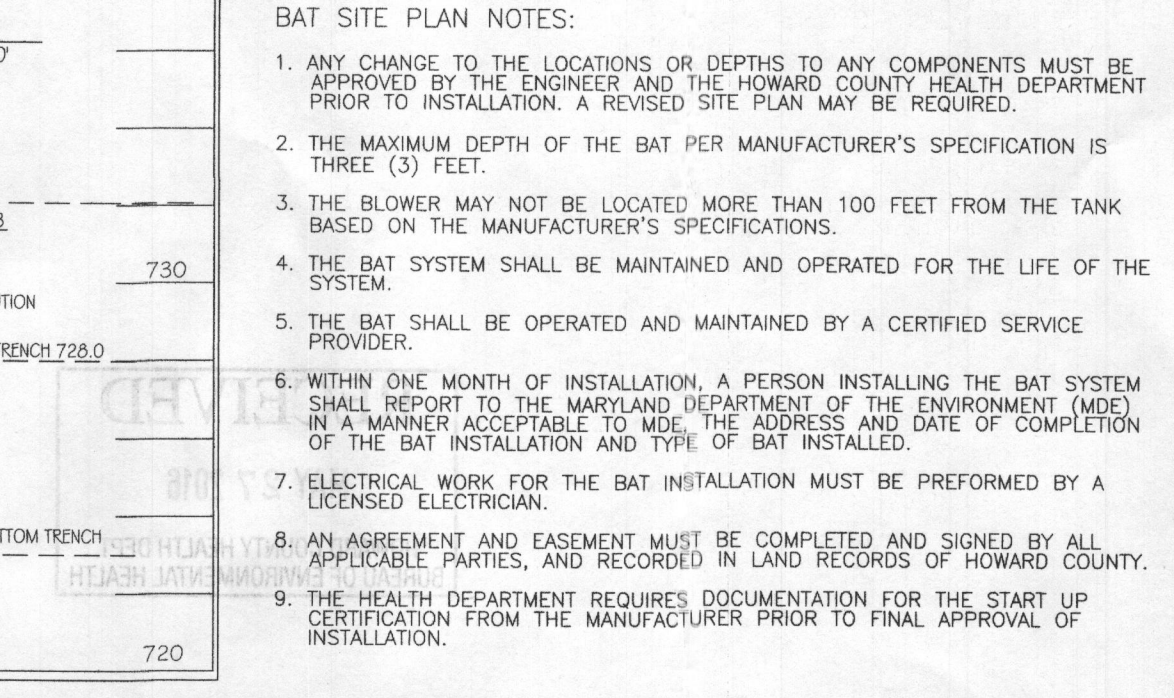 BAT SITE PLAN NOTES:
1. ANY CHANGE TO THE LOCATIONS OR DEPTHS TO ANY COMPONENTS MUST BE
APPROVED BY THE ENGINEER AND THE HOWARD COUNTY HEALTH DEPARTMENT
PRIOR TO INSTALLATION. A REVISED SITE PLAN MAY BE REQUIRED.
2. THE MAXIMUM DEPTH OF THE BAT PER MANUFACTURER'S SPECIFICATION IS
THREE (3) FEET.
3. THE BLOWER MAY NOT BE LOCATED MORE THAN 100 FEET FROM THE TANK
BASED ON THE MANUFACTURER'S SPECIFICATIONS.
4. THE BAT SYSTEM SHALL BE MAINTAINED AND OPERATED FOR THE LIFE OF THE
SYSTEM.
5. THE BAT SHALL BE OPERATED AND MAINTAINED BY A CERTIFIED SERVICE
PROVIDER.
6. WITHIN ONE MONTH OF INSTALLATION, A PERSON INSTALLING THE BAT SYSTEM
SHALL REPORT TO THE MARYLAND DEPARTMENT OF THE ENVIRONMENT (MDE)
IN A MANNER ACCEPTABLE TO MDE, THE ADDRESS AND DATE OF COMPLETION
OF THE BAT INSTALLATION AND TYPE OF BAT INSTALLED.
7. ELECTRICAL WORK FOR THE BAT INSTALLATION MUST BE PREFORMED BY A
LICENSED ELECTRICIAN.
8. AN AGREEMENT AND EASEMENT MUST BE COMPLETED AND SIGNED BY ALL
APPLICABLE PARTIES, AND RECORDED IN LAND RECORDS OF HOWARD COUNTY.
9. THE HEALTH DEPARTMENT REQUIRES DOCUMENTATION FOR THE START UP
CERTIFICATION FROM THE MANUFACTURER PRIOR TO FINAL APPROVAL OF
INSTALLATION.
0'
730
TION
TRENCH 728.0
TTOM TRENCH
720
HEALTH DEPT
BUREAU OF ENVIRONMENTAL HEALTH